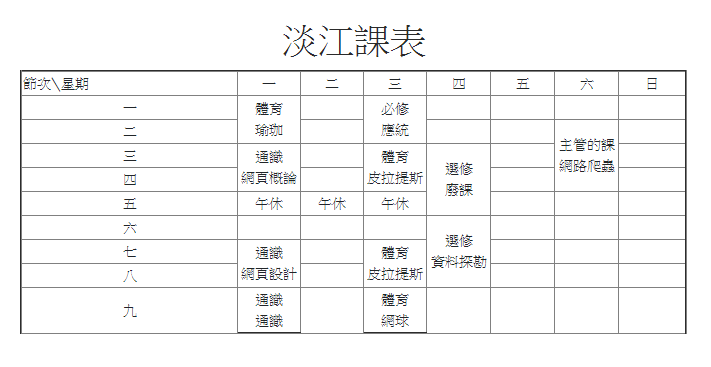 淡江課表
節次\星期 一 二 三 四 五 六 日
一 體育 必修
二 瑜珈 應統
主管的課
網路爬蟲
三 通識 體育
四 網頁概論 皮拉提斯
選修
廢課
五 午休 午休 午休
六
選修
資料探勘
七 通識 體育
八 網頁設計 皮拉提斯
九
通識 體育
通識 網球